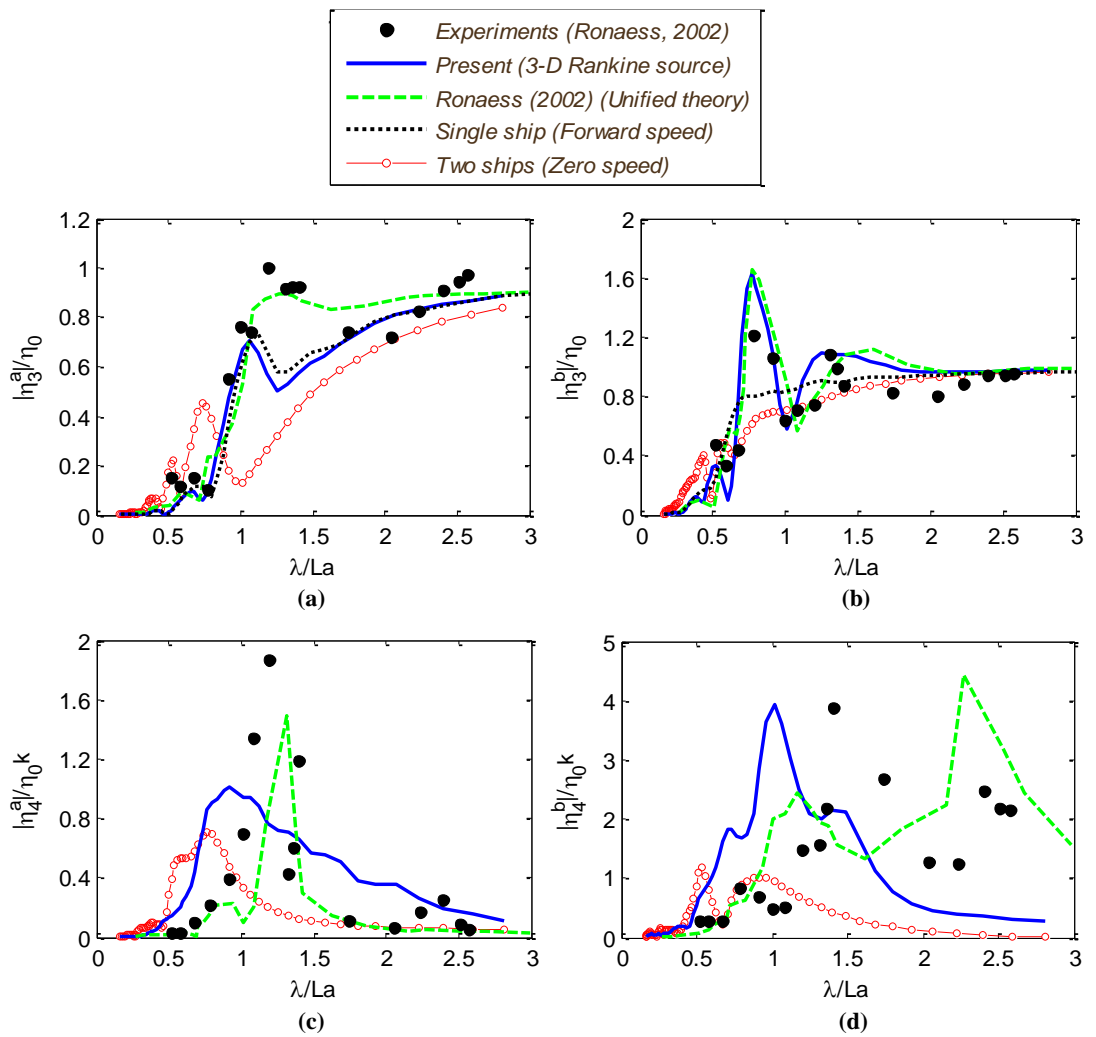 Experiments (Ronaess, 2002)
Present (3-D Rankine source)
Ronaess (2002) (Unified theory)
Single ship (Forward speed)
Two ships (Zero speed)
|η₃ᵃ|/η₀
1.2
1
0.8
0.6
0.4
0.2
0
0 0.5 1 1.5 2 2.5 3
λ/La
(a)
|η₃ᵇ|/η₀
2
1.6
1.2
0.8
0.4
0
0 0.5 1 1.5 2 2.5 3
λ/La
(b)
|η₄ᵃ|/η₀k
2
1.6
1.2
0.8
0.4
0
0 0.5 1 1.5 2 2.5 3
λ/La
(c)
|η₄ᵇ|/η₀k
5
4
3
2
1
0
0 0.5 1 1.5 2 2.5 3
λ/La
(d)